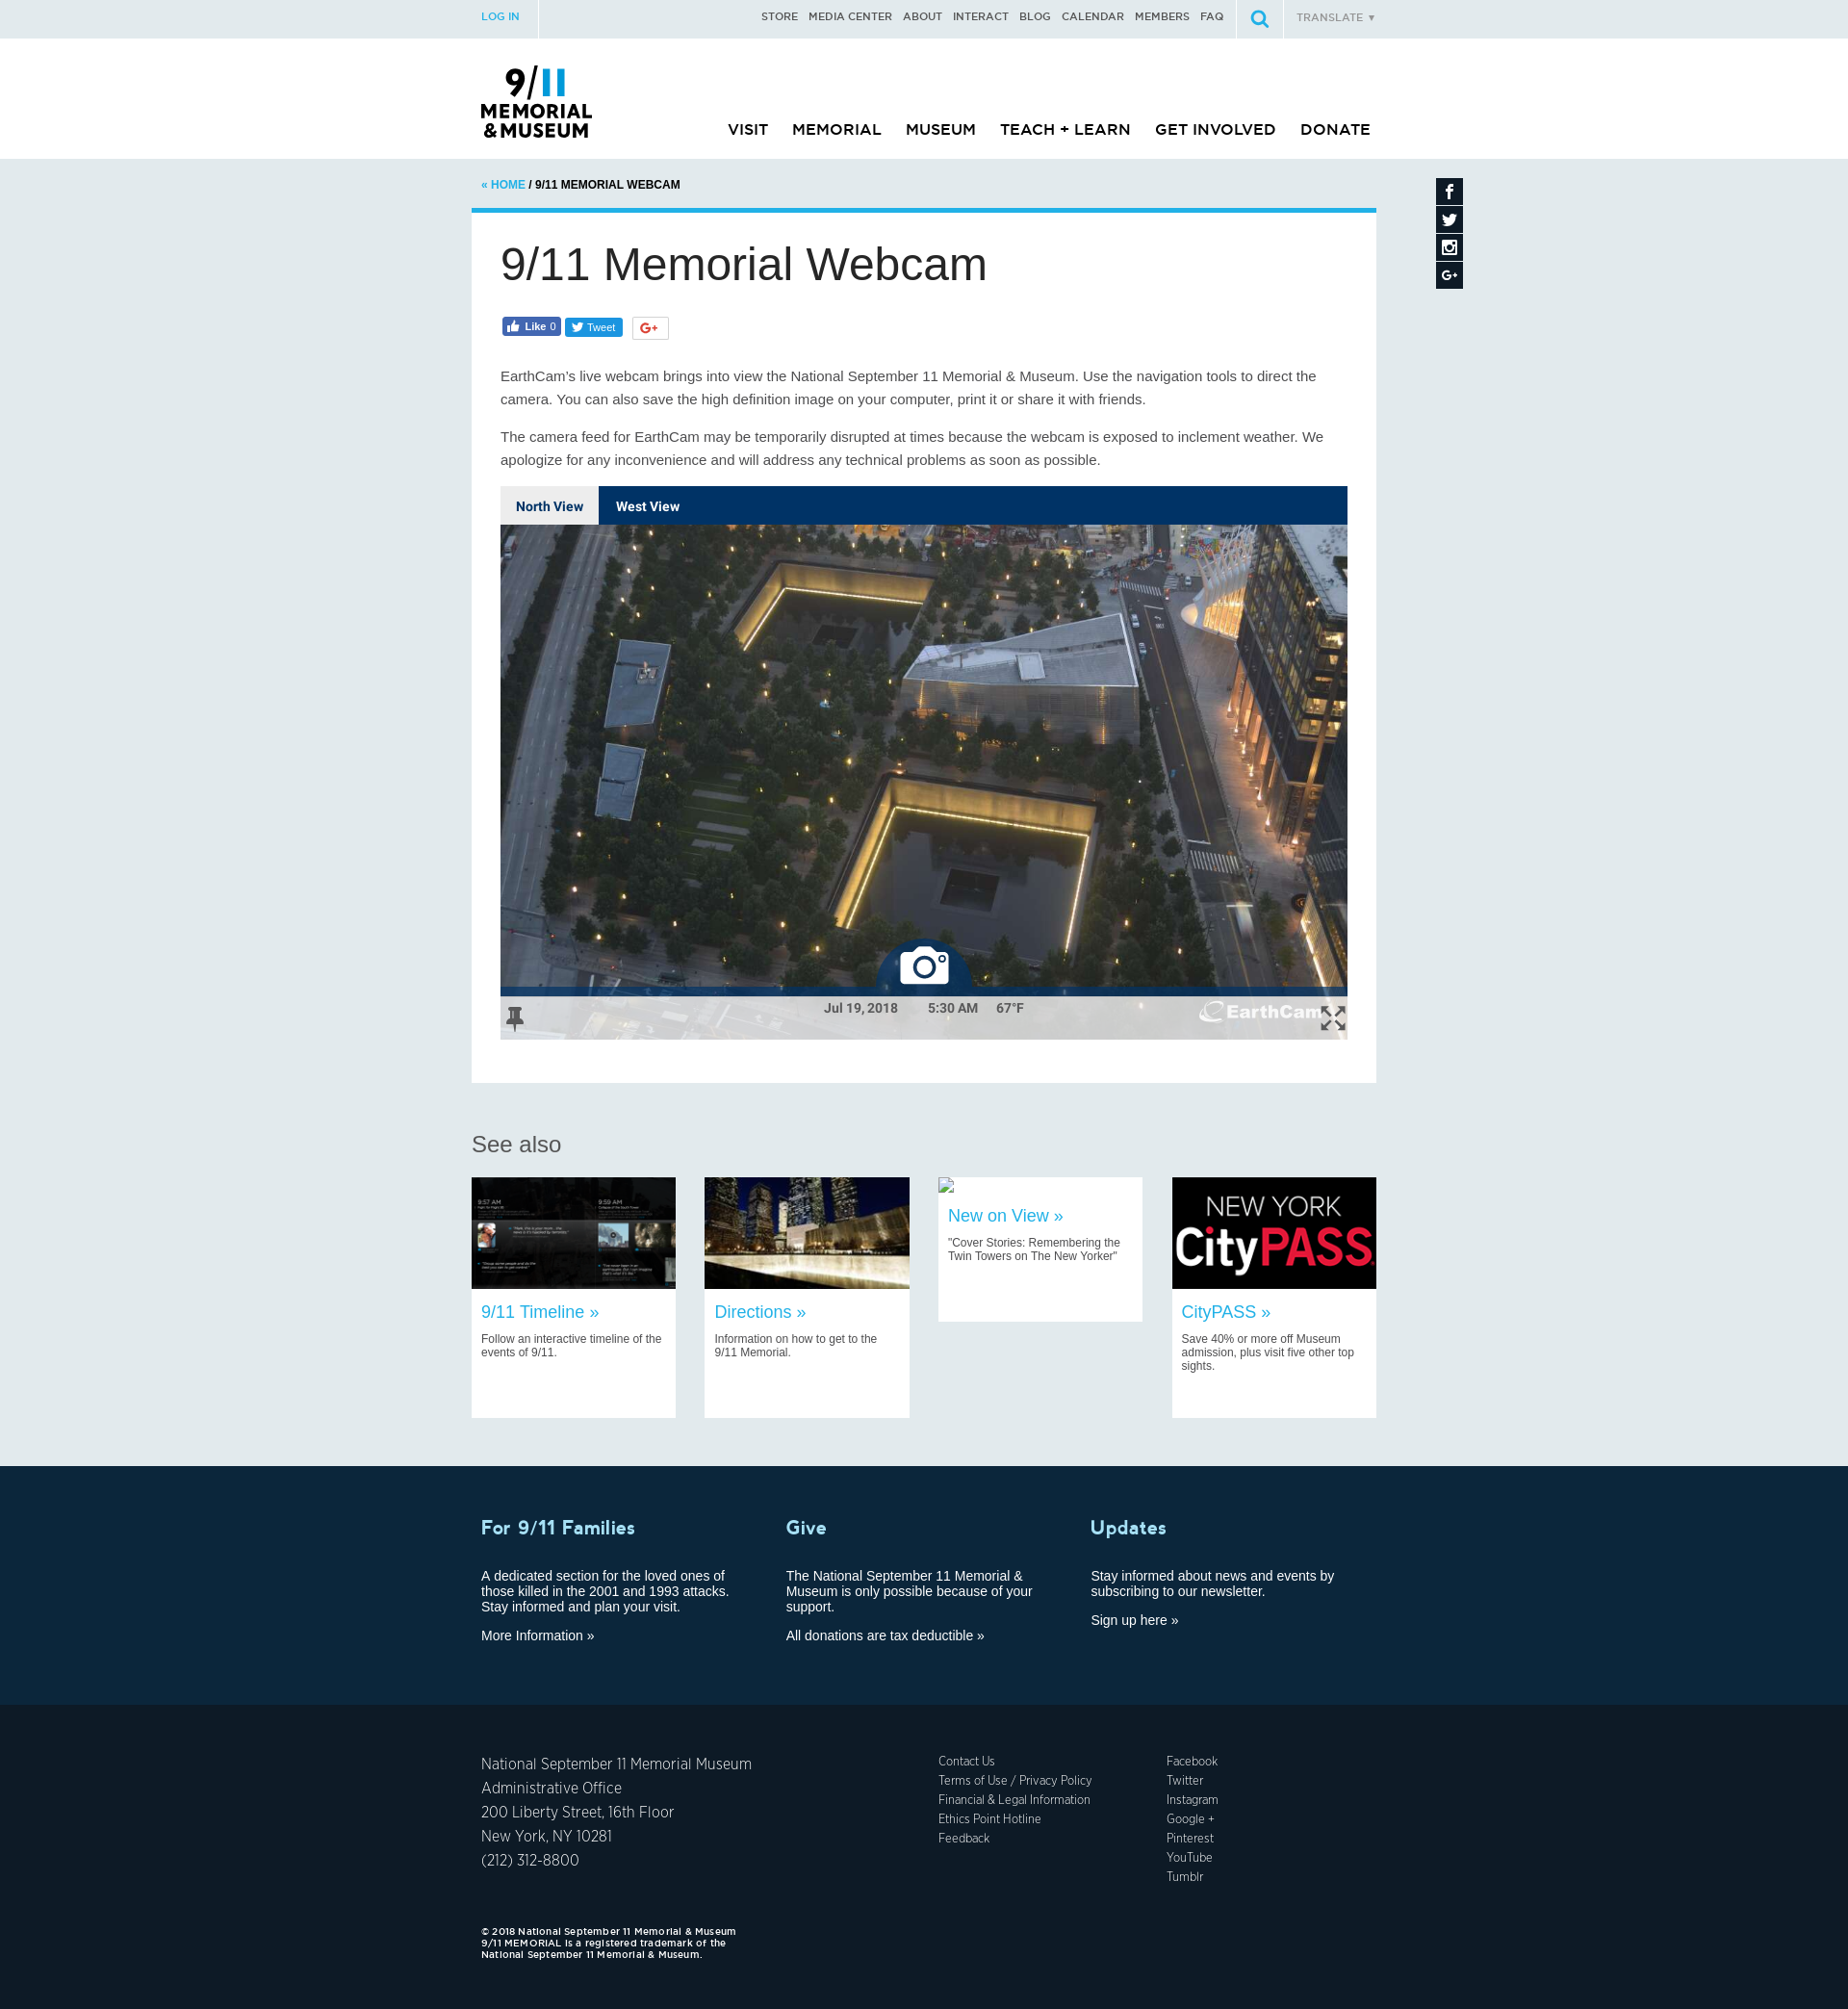 LOG IN
STORE MEDIA CENTER ABOUT INTERACT BLOG CALENDAR MEMBERS FAQ
TRANSLATE ▼
9/11
MEMORIAL
& MUSEUM
VISIT MEMORIAL MUSEUM TEACH + LEARN GET INVOLVED DONATE
« HOME / 9/11 MEMORIAL WEBCAM
9/11 Memorial Webcam
Like 0 Tweet G+
EarthCam's live webcam brings into view the National September 11 Memorial & Museum. Use the navigation tools to direct the
camera. You can also save the high definition image on your computer, print it or share it with friends.
The camera feed for EarthCam may be temporarily disrupted at times because the webcam is exposed to inclement weather. We
apologize for any inconvenience and will address any technical problems as soon as possible.
North View West View
Jul 19, 2018 5:30 AM 67°F
EarthCam
See also
9:57 AM 9:59 AM
NEW YORK
CityPASS
9/11 Timeline »
Follow an interactive timeline of the
events of 9/11.
Directions »
Information on how to get to the
9/11 Memorial.
New on View »
"Cover Stories: Remembering the
Twin Towers on The New Yorker"
CityPASS »
Save 40% or more off Museum
admission, plus visit five other top
sights.
For 9/11 Families
A dedicated section for the loved ones of
those killed in the 2001 and 1993 attacks.
Stay informed and plan your visit.
More Information »
Give
The National September 11 Memorial &
Museum is only possible because of your
support.
All donations are tax deductible »
Updates
Stay informed about news and events by
subscribing to our newsletter.
Sign up here »
National September 11 Memorial Museum
Administrative Office
200 Liberty Street, 16th Floor
New York, NY 10281
(212) 312-8800
Contact Us
Terms of Use / Privacy Policy
Financial & Legal Information
Ethics Point Hotline
Feedback
Facebook
Twitter
Instagram
Google +
Pinterest
YouTube
Tumblr
© 2018 National September 11 Memorial & Museum
9/11 MEMORIAL is a registered trademark of the
National September 11 Memorial & Museum.